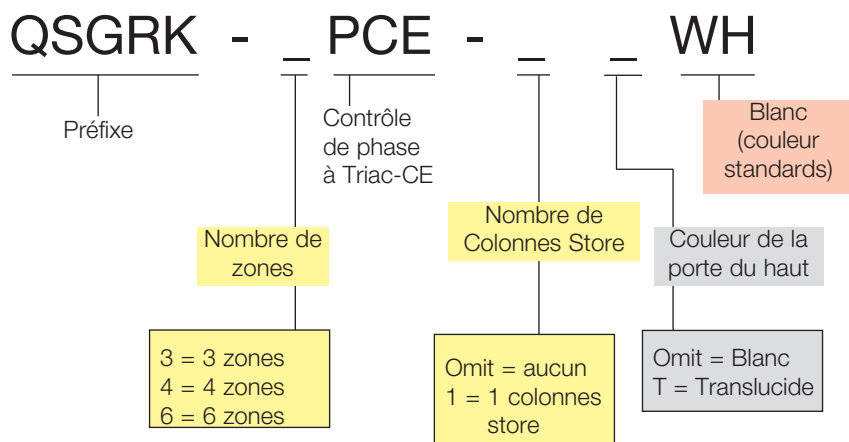 QSGRK - _ PCE - _ _ WH
Préfixe
Contrôle
de phase
à Triac-CE
Blanc
(couleur
standards)
Nombre de
zones
Nombre de
Colonnes Store
Couleur de la
porte du haut
3 = 3 zones
4 = 4 zones
6 = 6 zones
Omit = aucun
1 = 1 colonnes
store
Omit = Blanc
T = Translucide